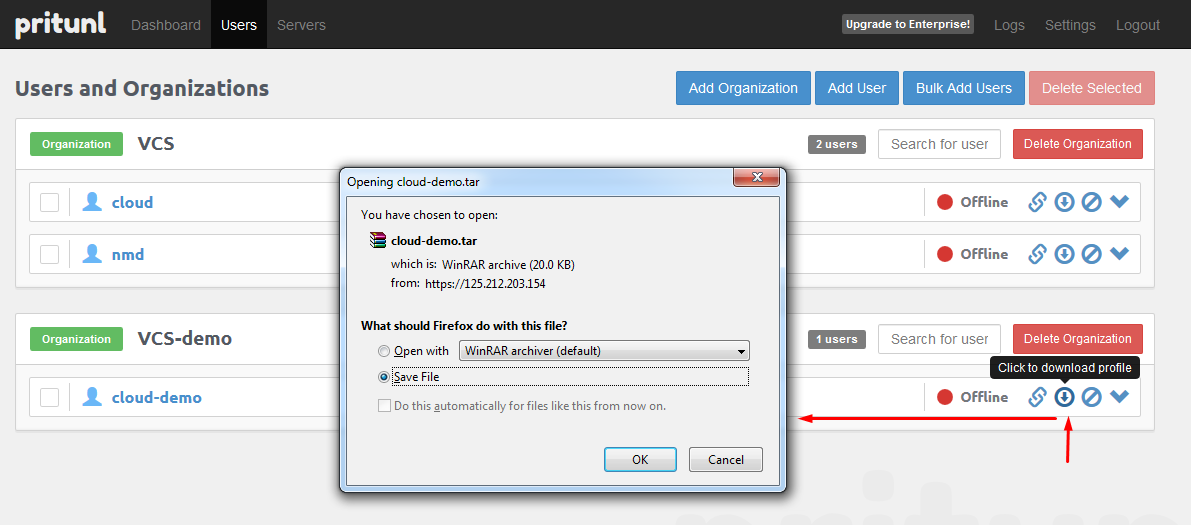 pritunl Dashboard Users Servers Upgrade to Enterprise! Logs Settings Logout
Users and Organizations Add Organization Add User Bulk Add Users Delete Selected
Organization VCS 2 users Search for user Delete Organization
cloud Offline
nmd Offline
Organization VCS-demo 1 users Search for user Delete Organization
Click to download profile
cloud-demo Offline
Opening cloud-demo.tar
You have chosen to open:
cloud-demo.tar
which is: WinRAR archive (20.0 KB)
from: https://125.212.203.154
What should Firefox do with this file?
Open with WinRAR archiver (default)
Save File
Do this automatically for files like this from now on.
OK Cancel